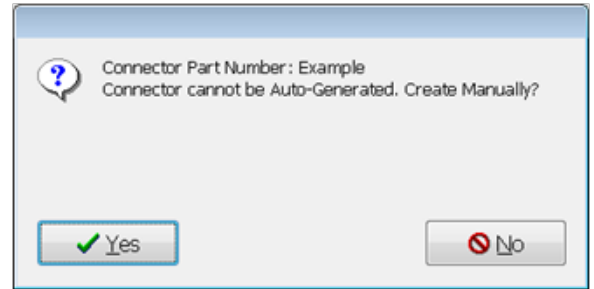 Connector Part Number: Example
Connector cannot be Auto-Generated. Create Manually?
Yes
No